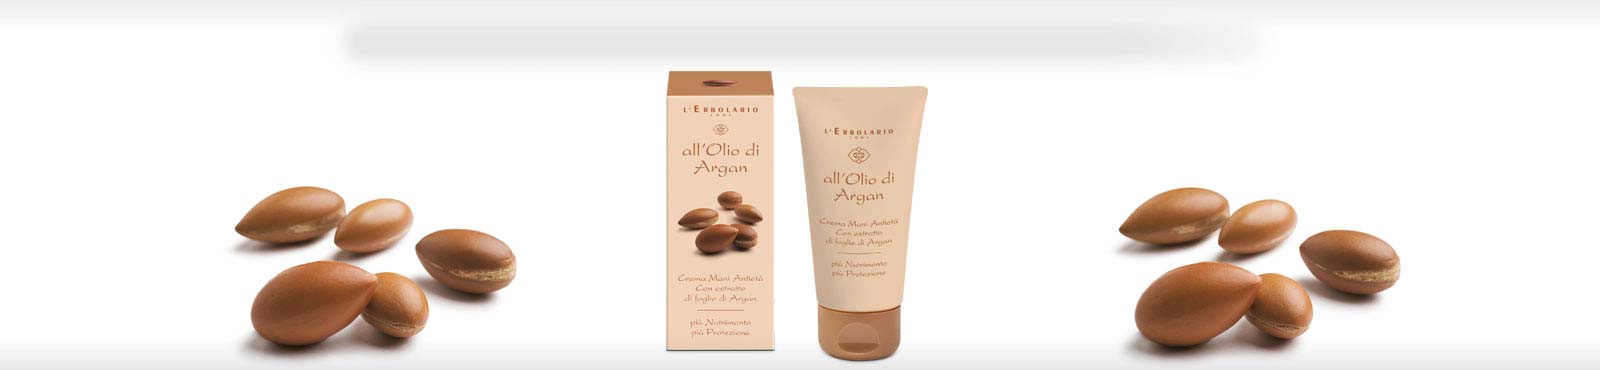 L'ERBOLARIO
LODI
all'Olio di
Argan
Crema Mani Antietà
Con estratto
di foglie di Argan
più Nutrimento
più Protezione
L'ERBOLARIO
LODI
all'Olio di
Argan
Crema Mani Antietà
Con estratto
di foglie di Argan
più Nutrimento
più Protezione